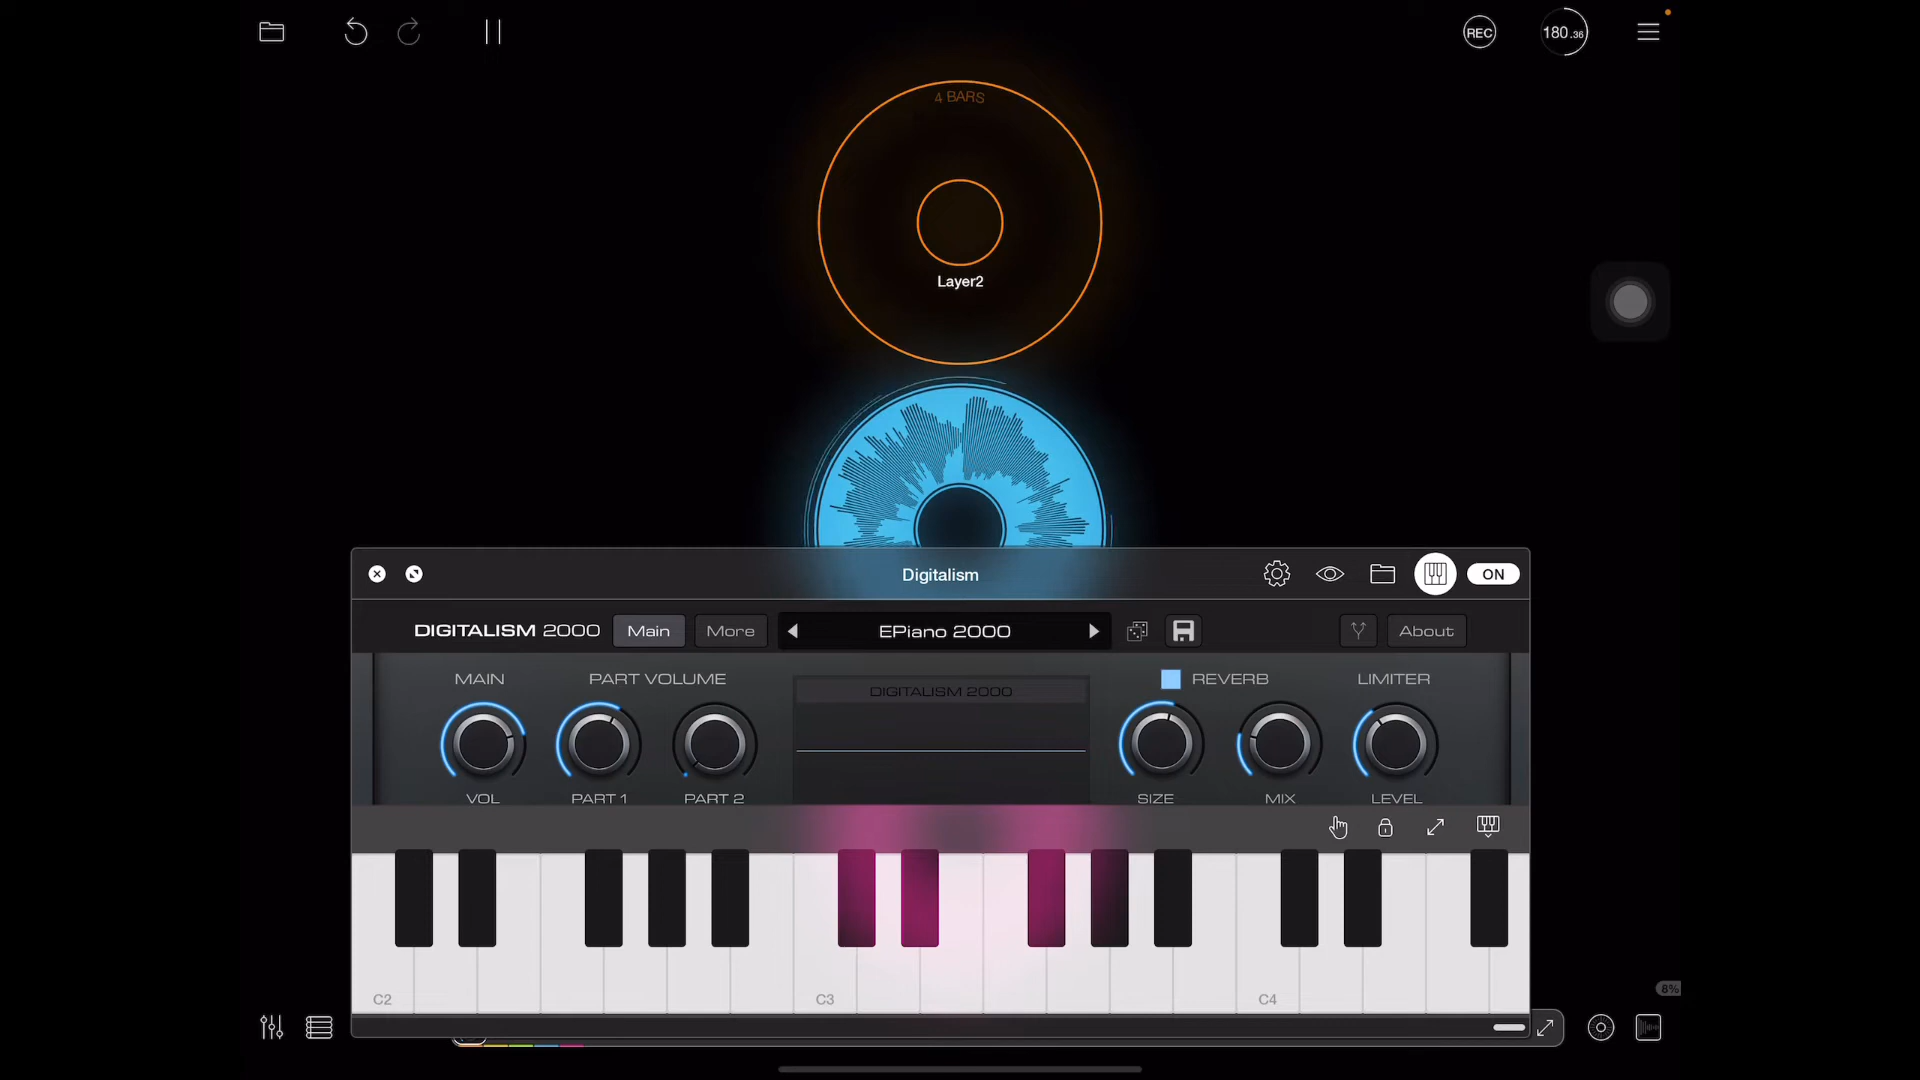 REC
180.36
4 BARS
Layer2
Digitalism
ON
DIGITALISM 2000
Main
More
EPiano 2000
About
MAIN
PART VOLUME
DIGITALISM 2000
REVERB
LIMITER
VOL
PART 1
PART 2
SIZE
MIX
LEVEL
C2
C3
C4
8%